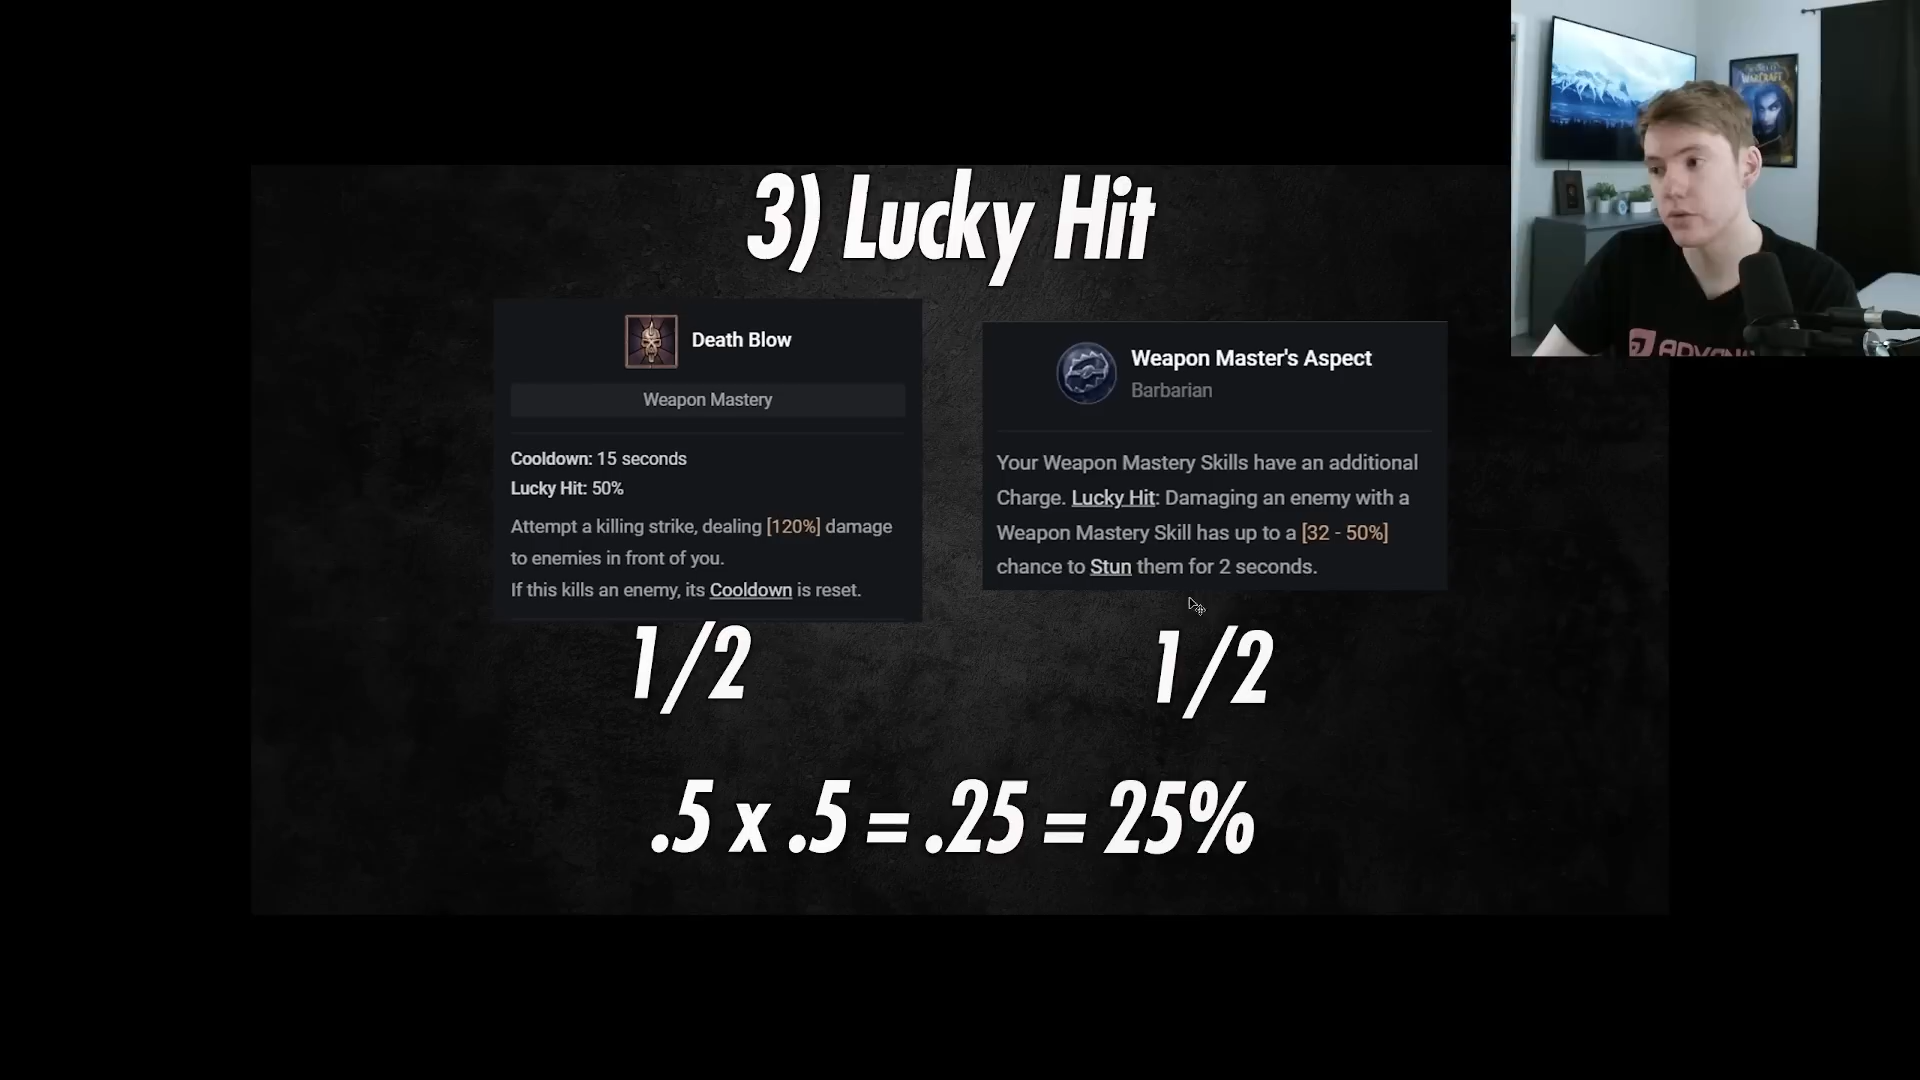 WARCRAFT
3) Lucky Hit
Death Blow
Weapon Mastery
Cooldown: 15 seconds
Lucky Hit: 50%
Attempt a killing strike, dealing [120%] damage
to enemies in front of you.
If this kills an enemy, its Cooldown is reset.
1/2
Weapon Master's Aspect
Barbarian
Your Weapon Mastery Skills have an additional
Charge. Lucky Hit: Damaging an enemy with a
Weapon Mastery Skill has up to a [32 - 50%]
chance to Stun them for 2 seconds.
1/2
.5 x .5 = .25 = 25%